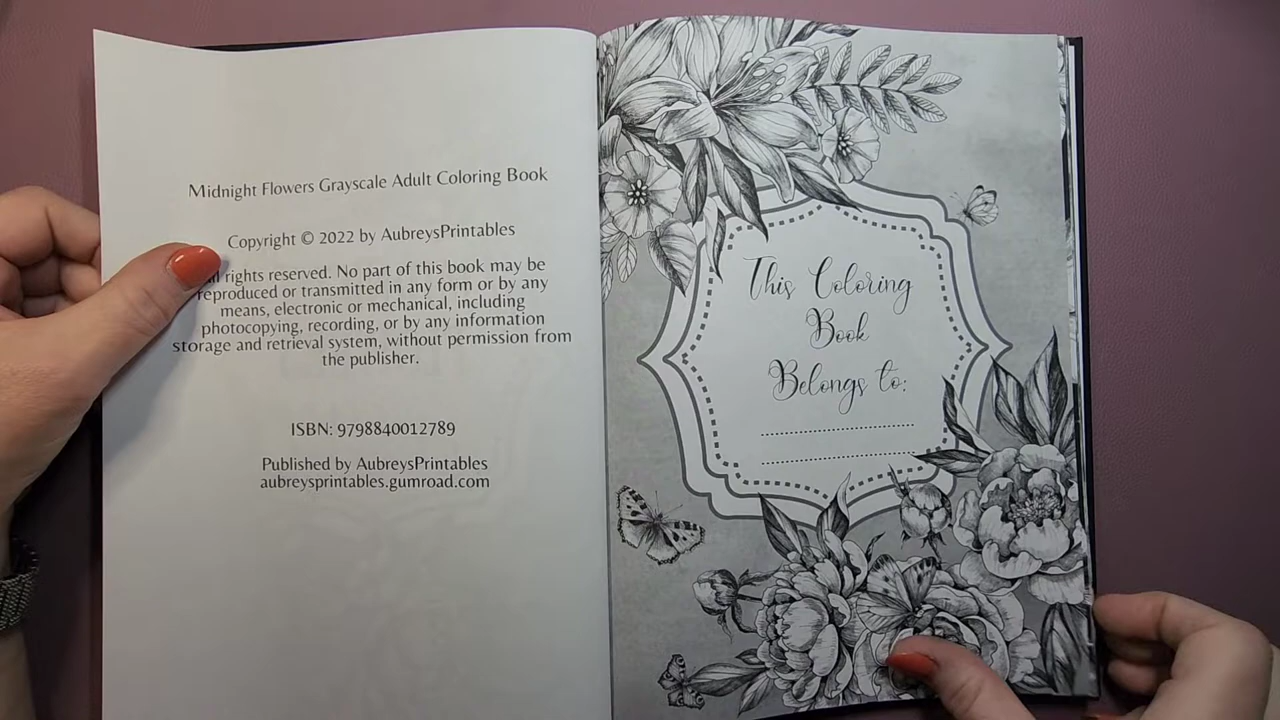 Midnight Flowers Grayscale Adult Coloring Book
Copyright © 2022 by AubreysPrintables
rights reserved. No part of this book may be
reproduced or transmitted in any form or by any
means, electronic or mechanical, including
photocopying, recording, or by any information
storage and retrieval system, without permission from
the publisher.
ISBN: 9798840012789
Published by AubreysPrintables
aubreysprintables.gumroad.com
This Coloring
Book
Belongs to: